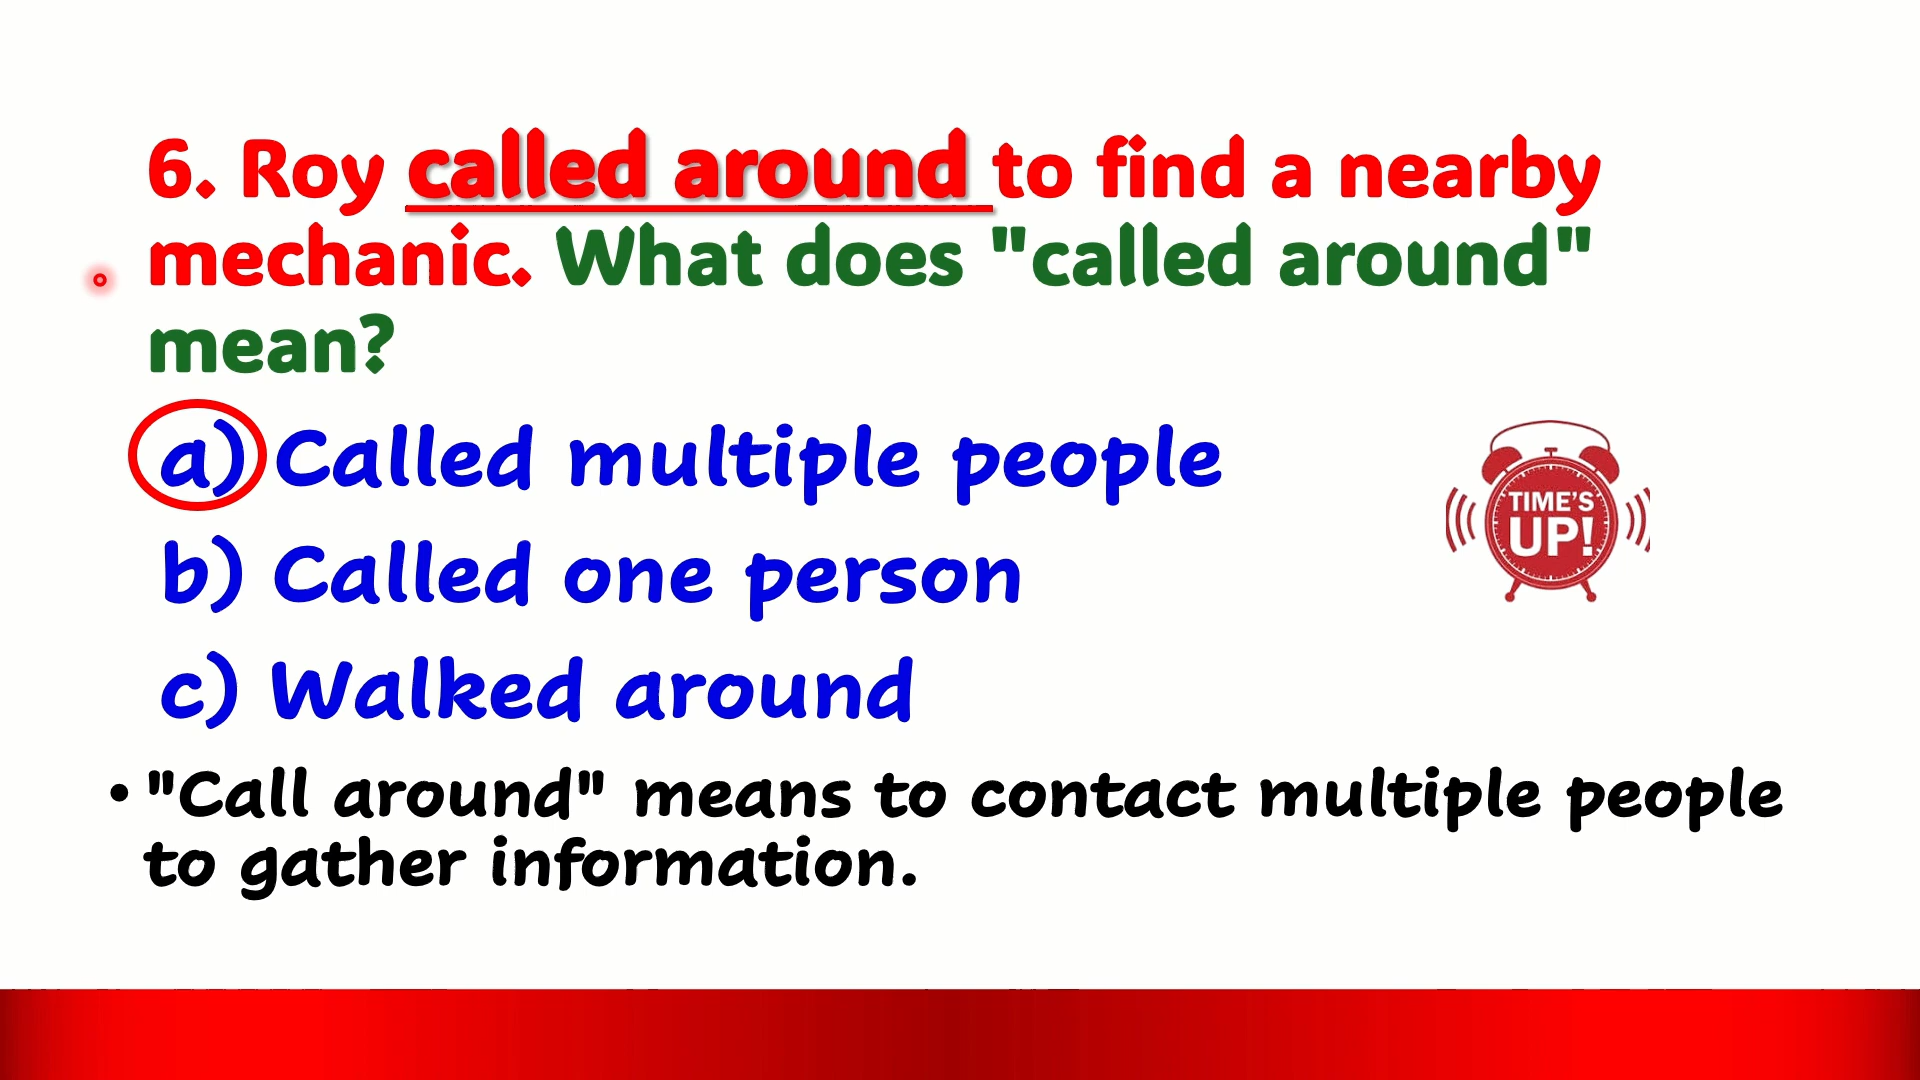 6. Roy called around to find a nearby
mechanic. What does "called around"
mean?
a) Called multiple people
b) Called one person
c) Walked around
TIME'S
UP!
• "Call around" means to contact multiple people
to gather information.